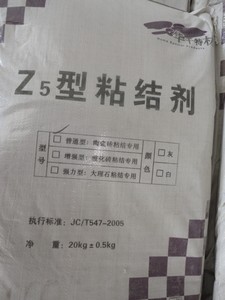 Z5型粘结剂
型号
□普通型：陶瓷砖粘结专用
□增强型：玻化砖粘结专用
□强力型：大理石粘结专用
颜色
□灰
□白
执行标准：JC/T547-2005
净 重：20kg±0.5kg